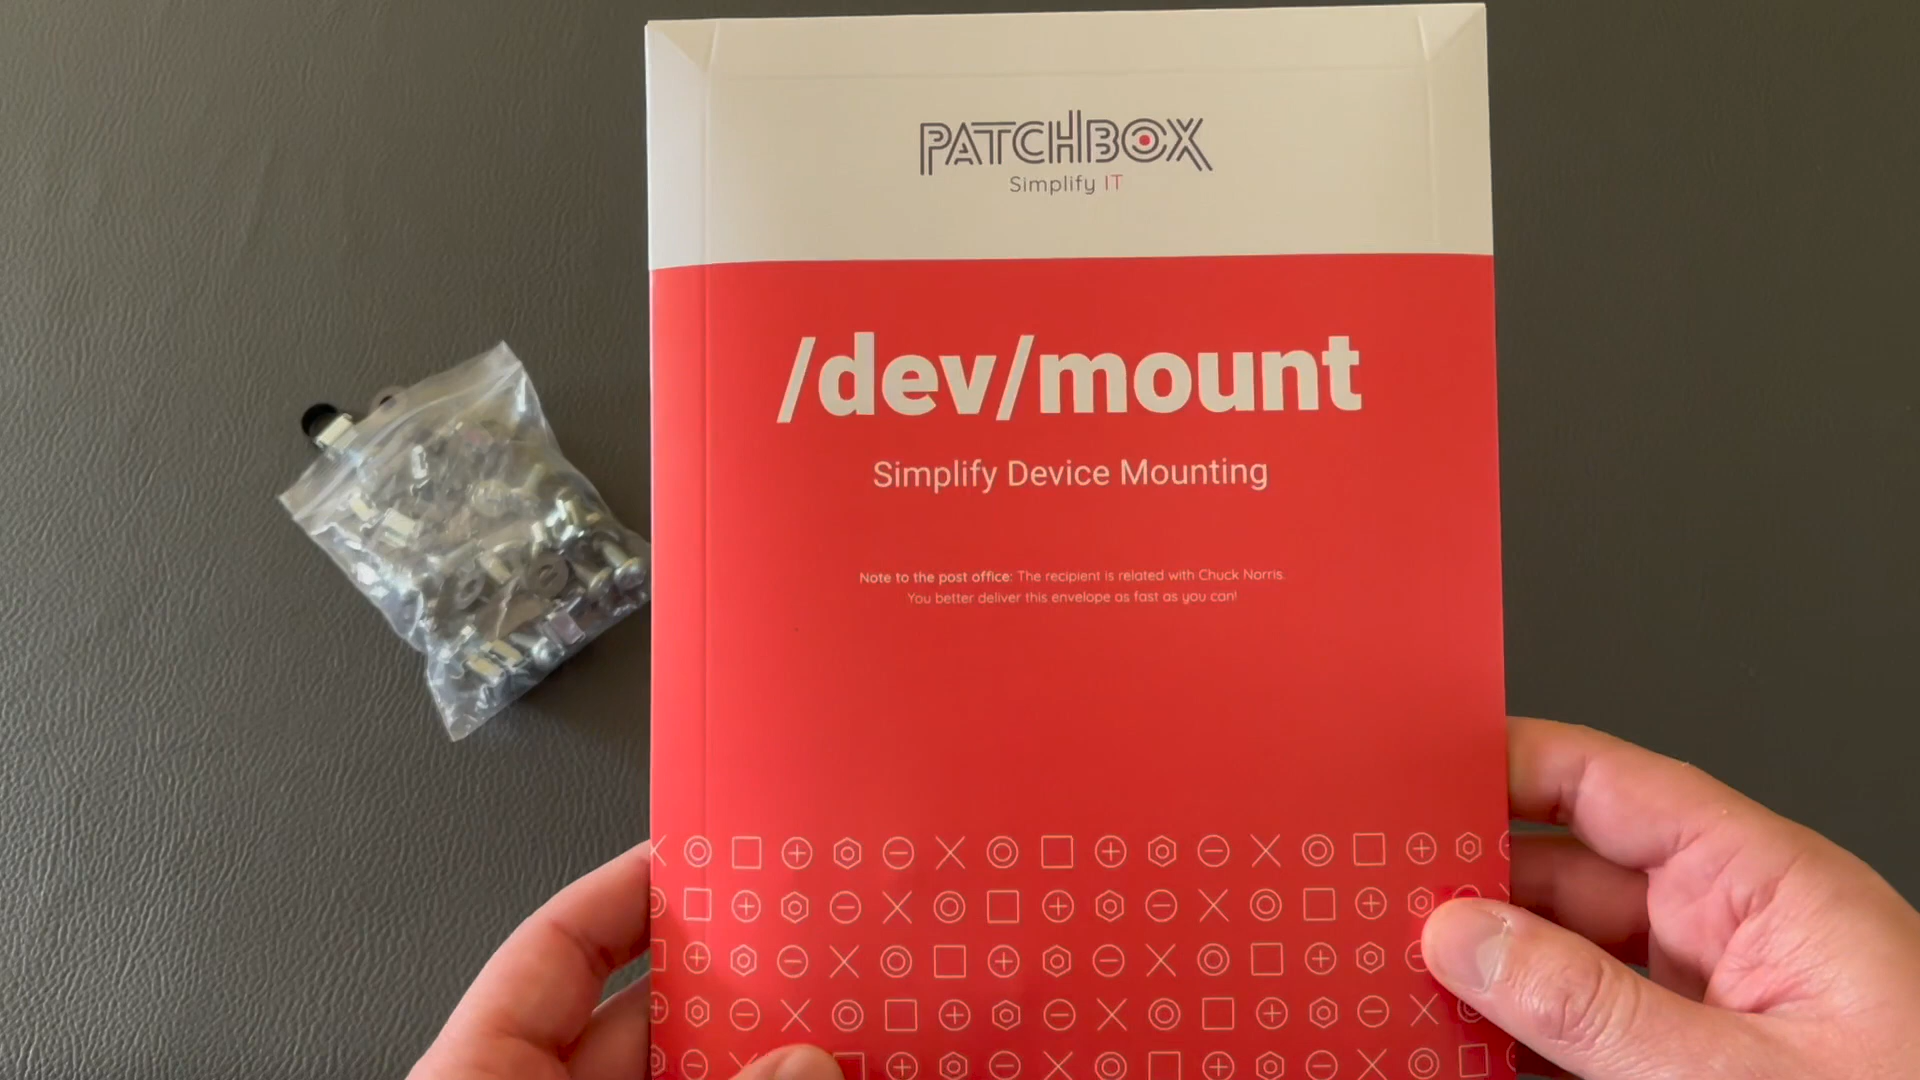 PATCHBOX
Simplify IT
/dev/mount
Simplify Device Mounting
Note to the post office: The recipient is related with Chuck Norris.
You better deliver this envelope as fast as you can!